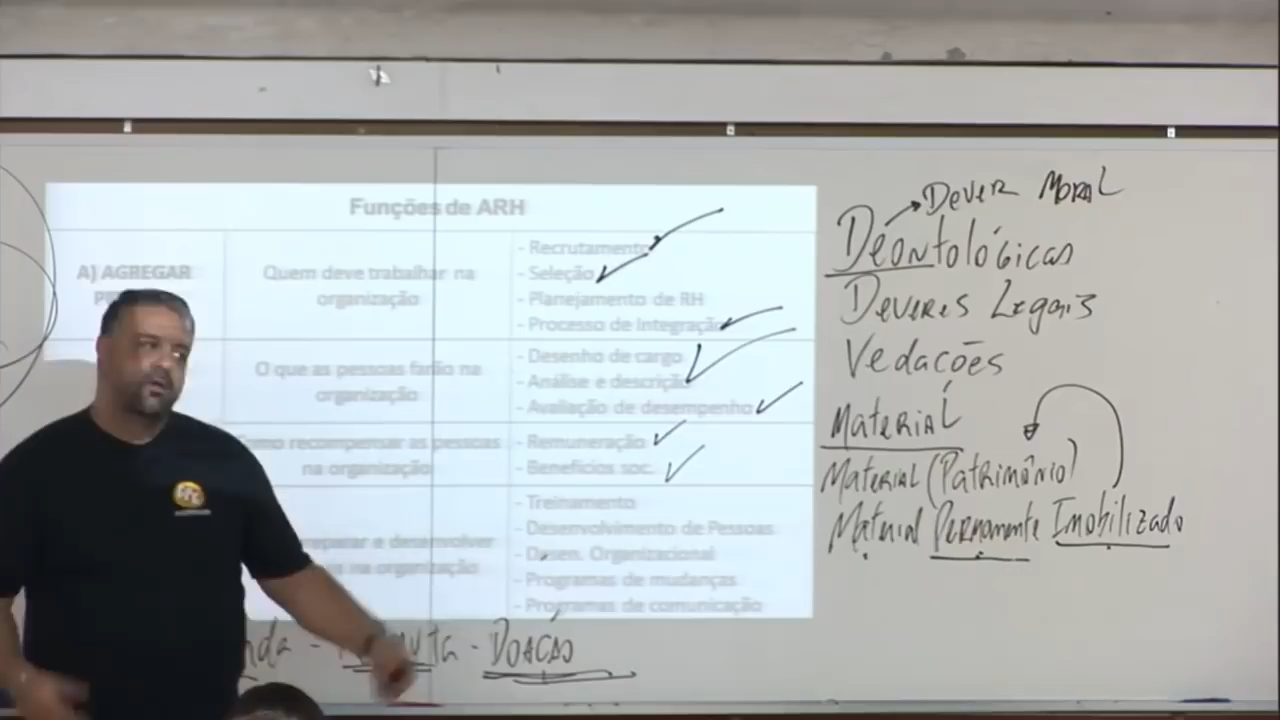 Funções de ARH
A) AGREGAR
Quem deve trabalhar na
organização
- Recrutamento
- Seleção
- Planejamento de RH
- Processo de Integração
O que as pessoas farão na
organização
- Desenho de cargo
- Análise e descrição
- Avaliação de desempenho
recompensar as pessoas
na organização
- Remuneração
- Benefícios soc.
e desenvolver
na organização
- Treinamento
- Desenvolvimento de Pessoas
- Desen. Organizacional
- Programas de mudanças
- Programas de comunicação
- DOAÇÃO
DEVER MORAL
Deontológicas
Deveres Legais
Vedações
Material
Material (Patrimônio)
Material Permanente Imobilizado